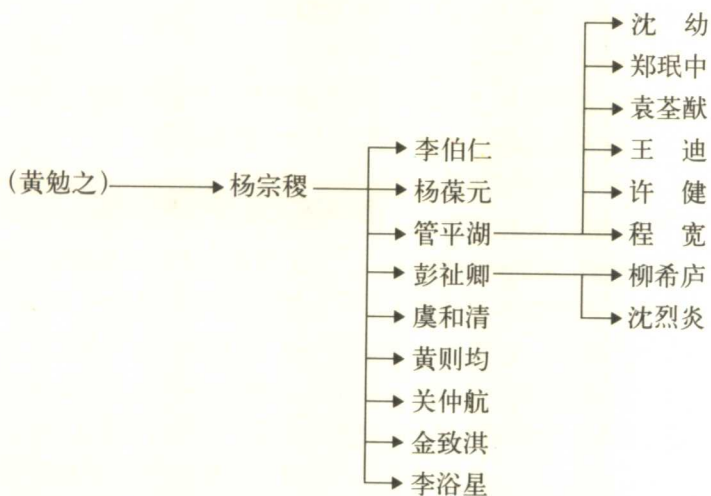 沈 幼
郑珉中
袁荃猷
王 迪
许 健
程 宽
柳希庐
沈烈炎
李伯仁
杨葆元
管平湖
彭祉卿
虞和清
黄则均
关仲航
金致淇
李浴星
(黄勉之)
杨宗稷